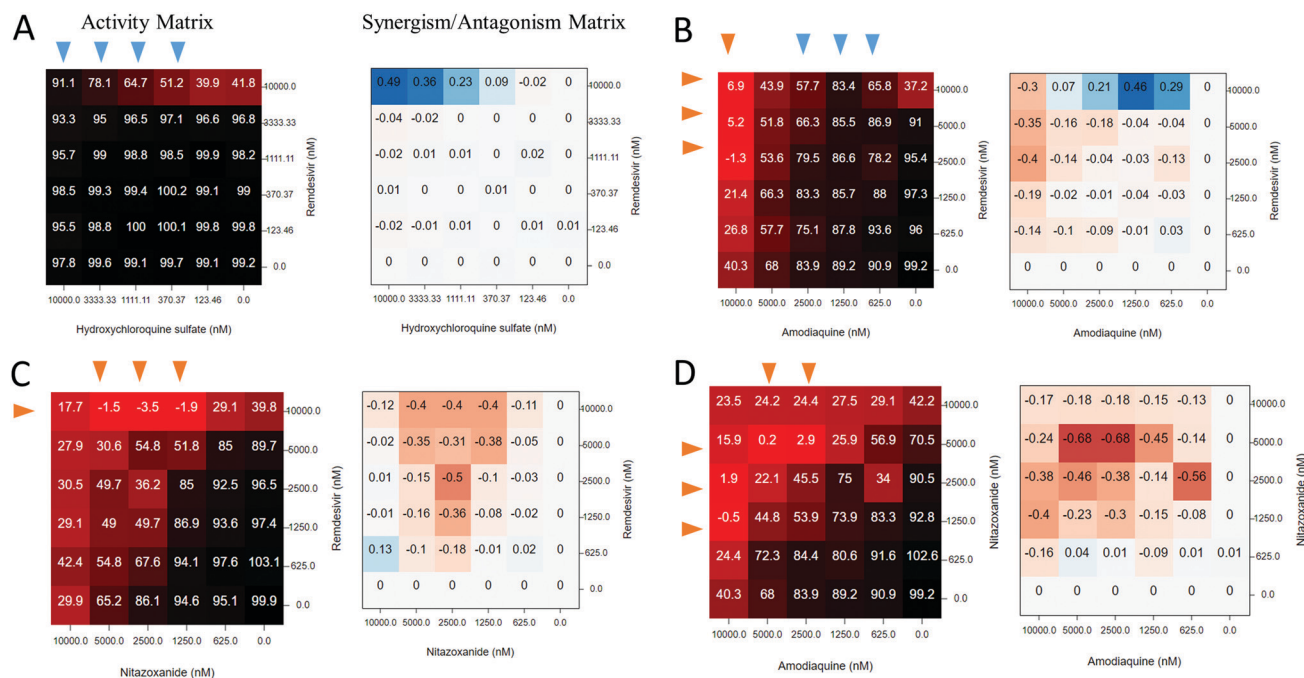 A
Activity Matrix
Synergism/Antagonism Matrix
91.1 78.1 64.7 51.2 39.9 41.8 40000.0
93.3 95 96.5 97.1 96.6 96.8 3333.33
95.7 99 98.8 98.5 99.9 98.2 1111.11
98.5 99.3 99.4 100.2 99.1 99 370.37
95.5 98.8 100 100.1 99.8 99.8 123.46
97.8 99.6 99.1 99.7 99.1 99.2 0.0
Remdesivir (nM)
10000.0 3333.33 1111.11 370.37 123.46 0.0
Hydroxychloroquine sulfate (nM)
0.49 0.36 0.23 0.09 -0.02 0 40000.0
-0.04 -0.02 0 0 0 0 3333.33
-0.02 0.01 0.01 0 0.02 0 1111.11
0.01 0 0 0.01 0 0 370.37
-0.02 -0.01 0 0.01 0 0.01 123.46
0 0 0 0 0 0 0.0
Remdesivir (nM)
10000.0 3333.33 1111.11 370.37 123.46 0.0
Hydroxychloroquine sulfate (nM)
B
6.9 43.9 57.7 83.4 65.8 37.2 40000.0
5.2 51.8 66.3 85.5 86.9 91 5000.0
-1.3 53.6 79.5 86.6 78.2 95.4 2500.0
21.4 66.3 83.3 85.7 88 97.3 1250.0
26.8 57.7 75.1 87.8 93.6 96 625.0
40.3 68 83.9 89.2 90.9 99.2 0.0
Remdesivir (nM)
10000.0 5000.0 2500.0 1250.0 625.0 0.0
Amodiaquine (nM)
-0.3 0.07 0.21 0.46 0.29 0 40000.0
-0.35 -0.16 -0.18 -0.04 -0.04 0 5000.0
-0.4 -0.14 -0.04 -0.03 -0.13 0 2500.0
-0.19 -0.02 -0.01 -0.04 -0.03 0 1250.0
-0.14 -0.1 -0.09 -0.01 0.03 0 625.0
0 0 0 0 0 0 0.0
Remdesivir (nM)
10000.0 5000.0 2500.0 1250.0 625.0 0.0
Amodiaquine (nM)
C
17.7 -1.5 -3.5 -1.9 29.1 39.8 40000.0
27.9 30.6 54.8 51.8 85 89.7 5000.0
30.5 49.7 36.2 85 92.5 96.5 2500.0
29.1 49 49.7 86.9 93.6 97.4 1250.0
42.4 54.8 67.6 94.1 97.6 103.1 625.0
29.9 65.2 86.1 94.6 95.1 99.9 0.0
Remdesivir (nM)
10000.0 5000.0 2500.0 1250.0 625.0 0.0
Nitazoxanide (nM)
-0.12 -0.4 -0.4 -0.4 -0.11 0 40000.0
-0.02 -0.35 -0.31 -0.38 -0.05 0 5000.0
0.01 -0.15 -0.5 -0.1 -0.03 0 2500.0
-0.01 -0.16 -0.36 -0.08 -0.02 0 1250.0
0.13 -0.1 -0.18 -0.01 0.02 0 625.0
0 0 0 0 0 0 0.0
Remdesivir (nM)
10000.0 5000.0 2500.0 1250.0 625.0 0.0
Nitazoxanide (nM)
D
23.5 24.2 24.4 27.5 29.1 42.2 40000.0
15.9 0.2 2.9 25.9 56.9 70.5 5000.0
1.9 22.1 45.5 75 34 90.5 2500.0
-0.5 44.8 53.9 73.9 83.3 92.8 1250.0
24.4 72.3 84.4 80.6 91.6 102.6 625.0
40.3 68 83.9 89.2 90.9 99.2 0.0
Nitazoxanide (nM)
10000.0 5000.0 2500.0 1250.0 625.0 0.0
Amodiaquine (nM)
-0.17 -0.18 -0.18 -0.15 -0.13 0 40000.0
-0.24 -0.68 -0.68 -0.45 -0.14 0 5000.0
-0.38 -0.46 -0.38 -0.14 -0.56 0 2500.0
-0.4 -0.23 -0.3 -0.15 -0.08 0 1250.0
-0.16 0.04 0.01 -0.09 0.01 0.01 625.0
0 0 0 0 0 0 0.0
Nitazoxanide (nM)
10000.0 5000.0 2500.0 1250.0 625.0 0.0
Amodiaquine (nM)